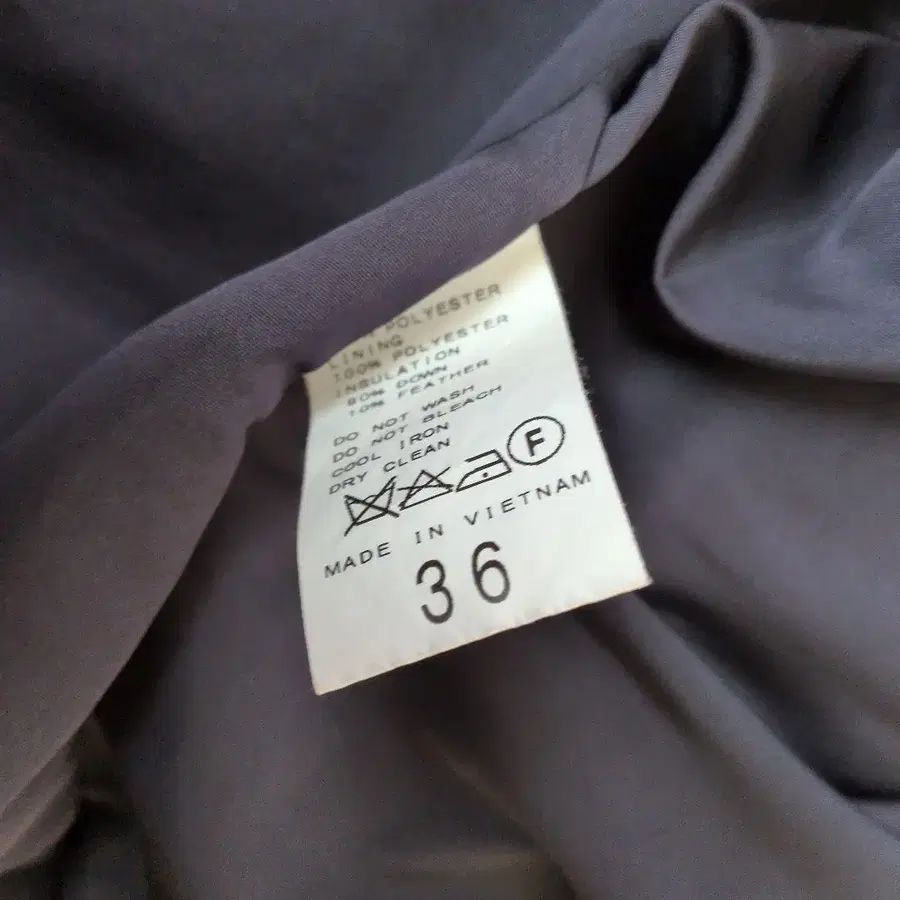 POLYESTER
LINING
100% POLYESTER
INSULATION
90% DOWN
10% FEATHER
DO NOT WASH
DO NOT BLEACH
COOL IRON
DRY CLEAN
F
MADE IN VIETNAM
36